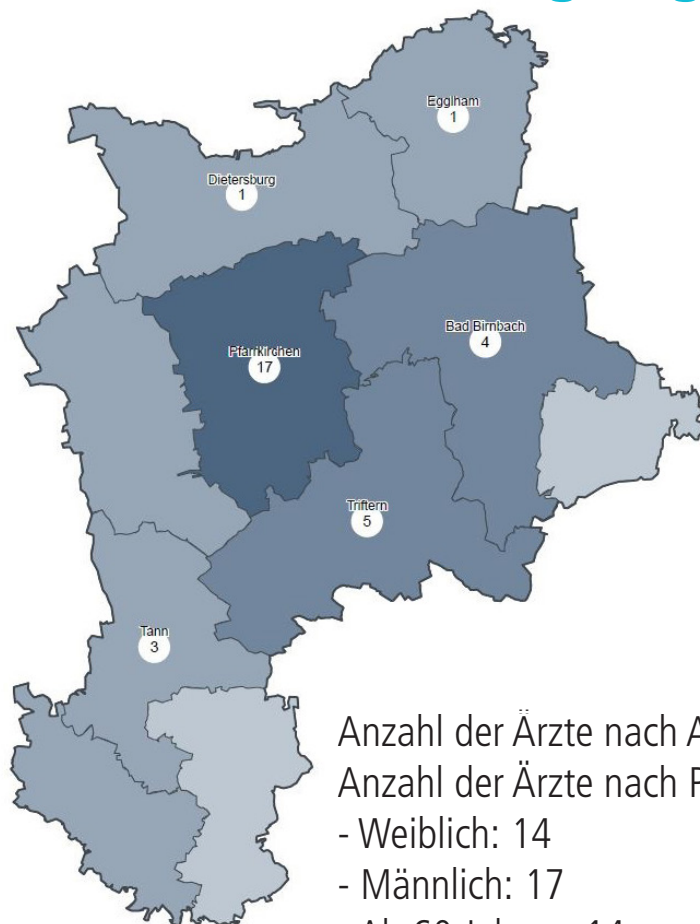 Egglham
1
Dietersburg
1
Bad Birnbach
4
Pfarrkirchen
17
Triftern
5
Tann
3
Anzahl der Ärzte nach
Anzahl der Ärzte nach
- Weiblich: 14
- Männlich: 17